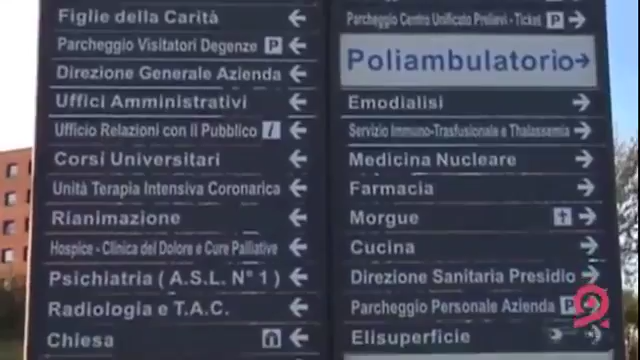 Figlie della Carità
Parcheggio Visitatori Degenze P
Direzione Generale Azienda
Uffici Amministrativi
Ufficio Relazioni con il Pubblico i
Corsi Universitari
Unità Terapia Intensiva Coronarica
Rianimazione
Hospice - Clinica del Dolore e Cure Palliative
Psichiatria ( A.S.L. N° 1 )
Radiologia e T.A.C.
Chiesa
Parcheggio Centro Unificato Prelievi - Ticket P
Poliambulatorio
Emodialisi
Servizio Immuno-Trasfusionale e Thalassemia
Medicina Nucleare
Farmacia
Morgue
Cucina
Direzione Sanitaria Presidio
Parcheggio Personale Azienda P
Elisuperficie